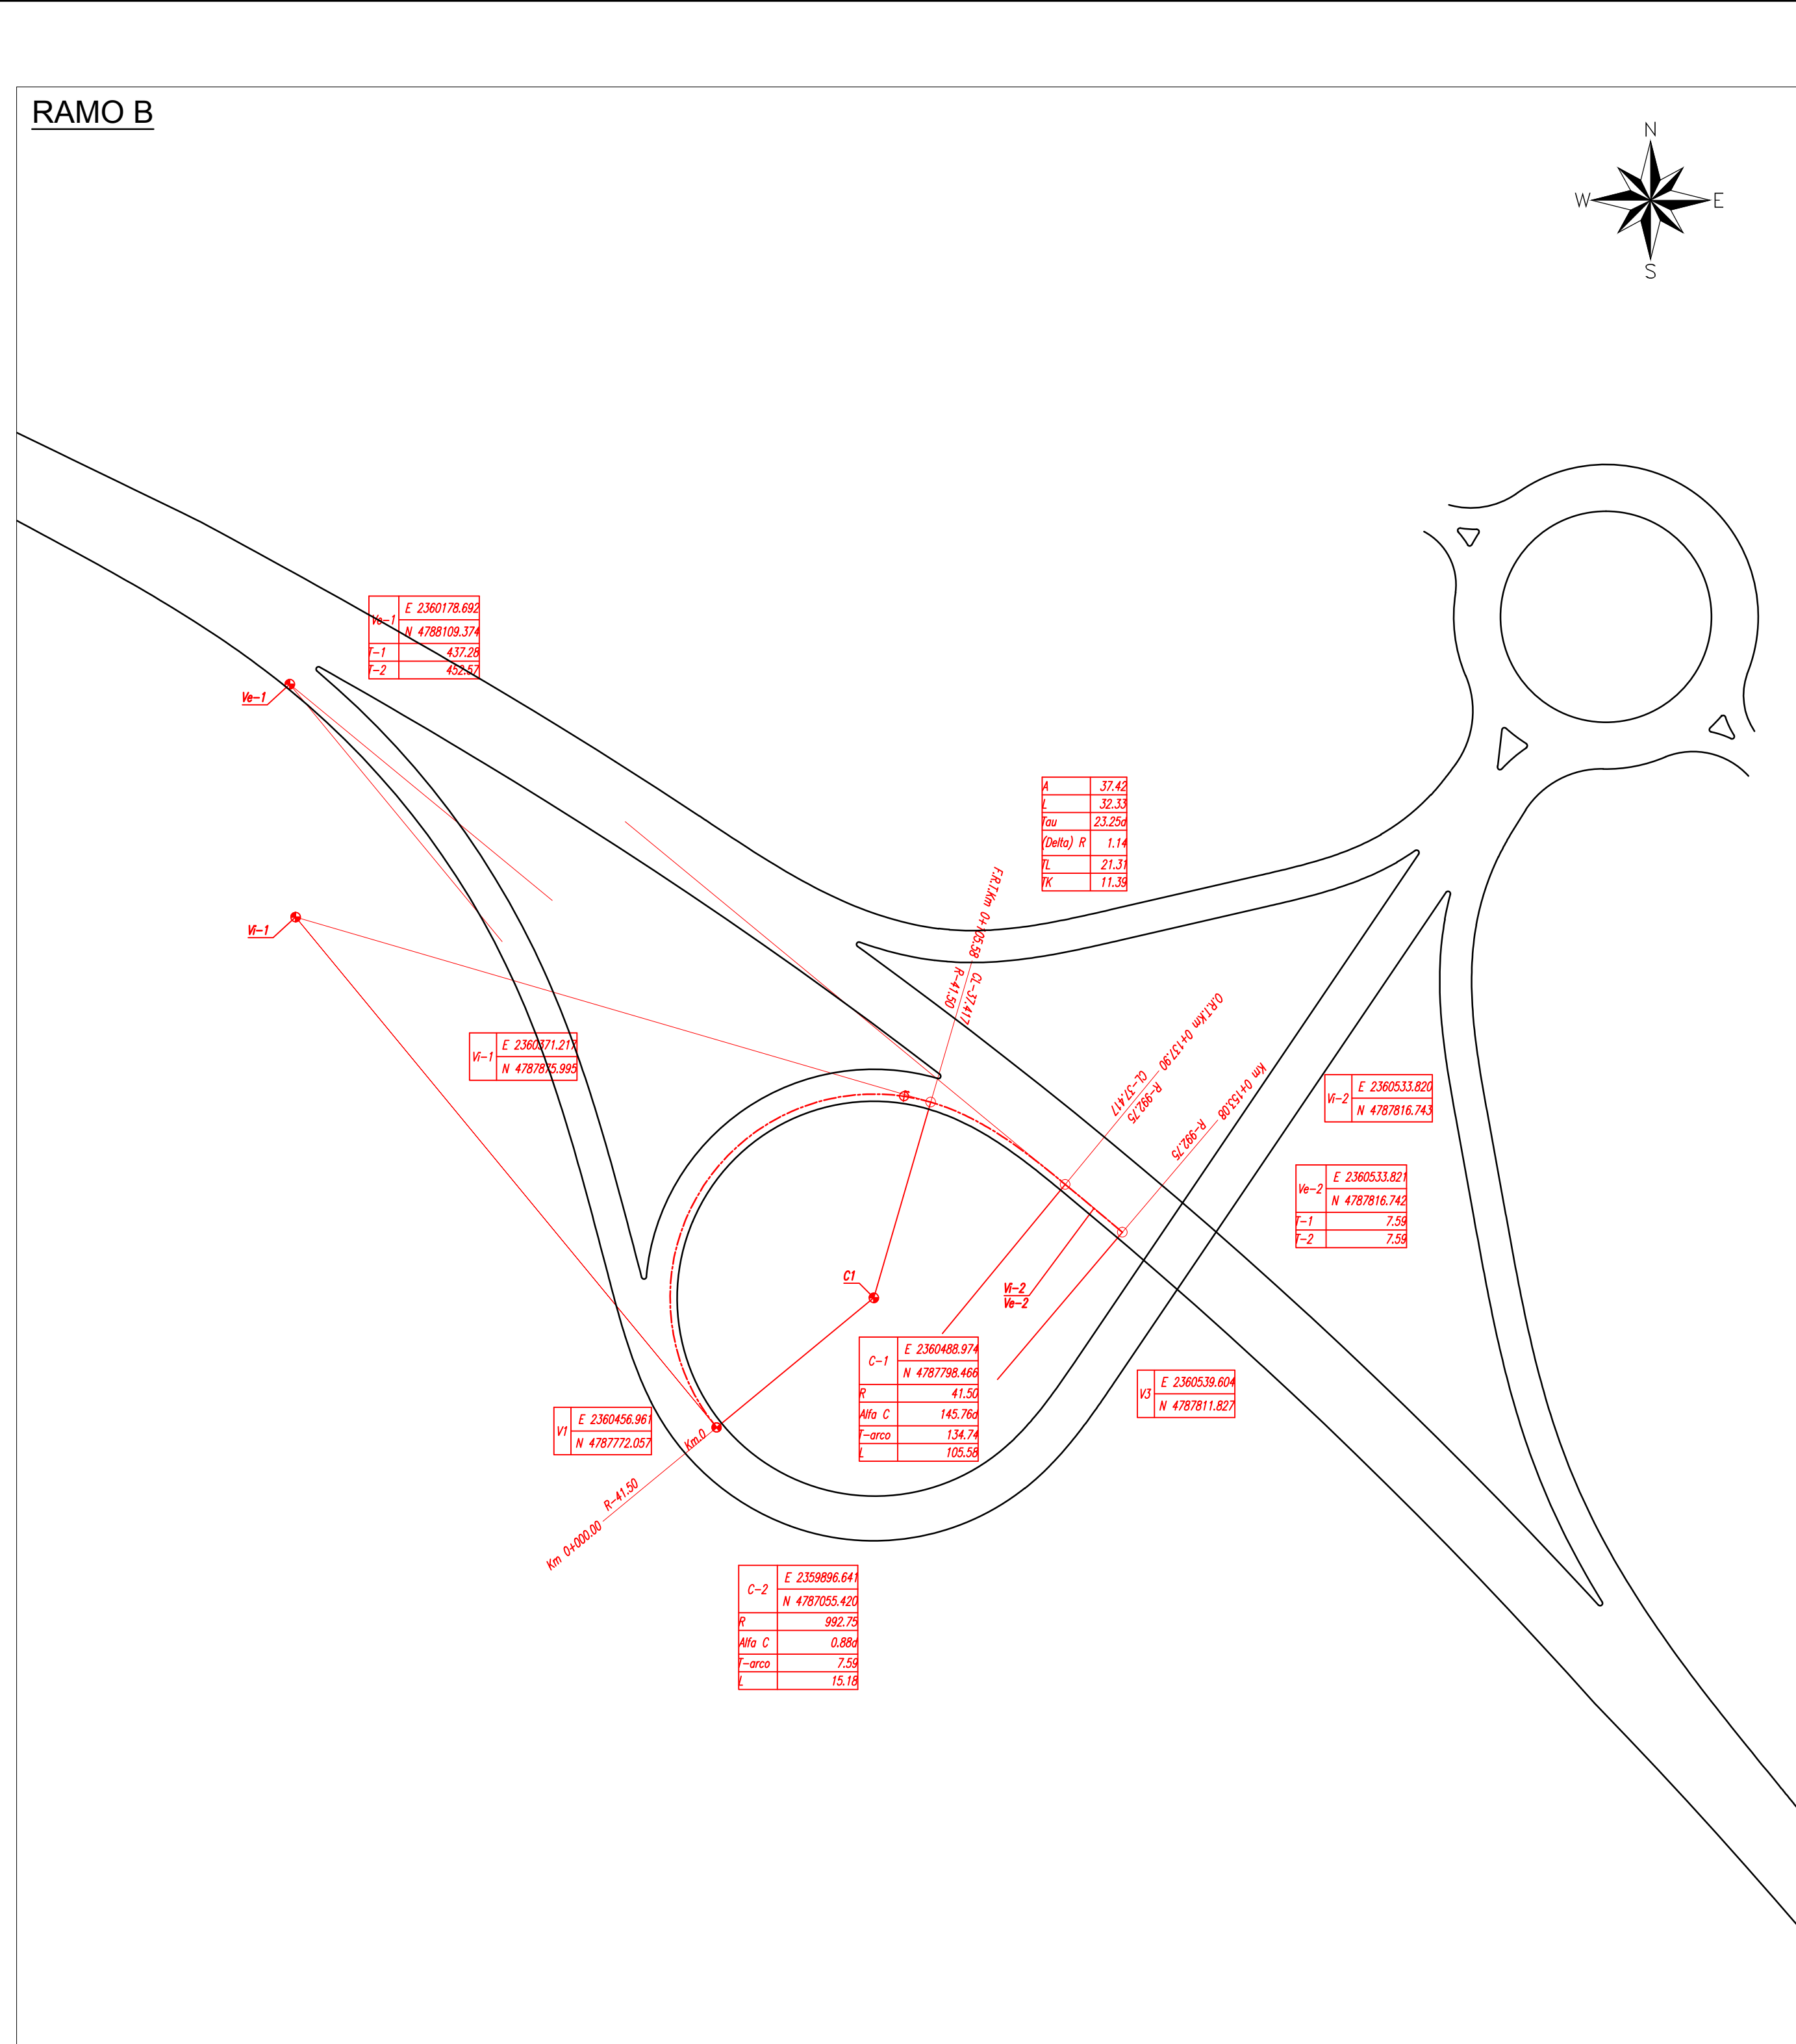 RAMO B
N
W E
S
Ve-1
E 2360178.692
N 4788109.374
T-1 437.28
T-2 452.57
Ve-1
A 37.42
L 32.33
Tau 23.25d
(Delta) R 1.14
TL 21.31
TK 11.39
Vi-1
F.R.T.Km 0+105.58 CL-37.417
R-41.50
O.R.T.Km 0+137.90 CL-37.417
R-992.75
Km 0+153.08
R-992.75
Vi-1
E 2360371.217
N 4787875.995
Vi-2
E 2360533.820
N 4787816.743
Ve-2
E 2360533.821
N 4787816.742
T-1 7.59
T-2 7.59
C1
Vi-2
Ve-2
C-1
E 2360488.974
N 4787798.466
R 41.50
Alfa C 145.76d
T-arco 134.74
L 105.58
V3
E 2360539.604
N 4787811.827
V1
E 2360456.961
N 4787772.057
Km.0
R-41.50
Km 0+000.00
C-2
E 2359896.641
N 4787055.420
R 992.75
Alfa C 0.88d
T-arco 7.59
L 15.18